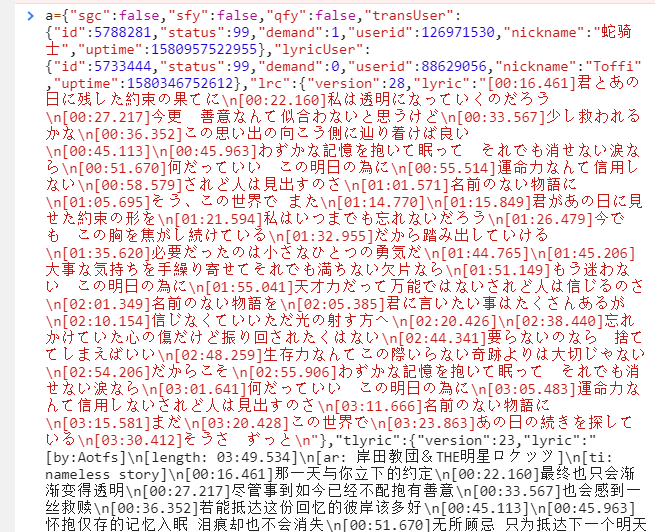 a={"sgc":false,"sfy":false,"qfy":false,"transUser":
{"id":5788281,"status":99,"demand":1,"userid":126971530,"nickname":"蛇骑
士","uptime":1580957522955},"lyricUser":
{"id":5733444,"status":99,"demand":0,"userid":88629056,"nickname":"Toffi"
,"uptime":1580346752612},"lrc":{"version":28,"lyric":"[00:16.461]君とあの
日に残した約束の果てに\n[00:22.160]私は透明になっていくのだろう
\n[00:27.217]今更　善意なんて似合わないと思うけど\n[00:33.567]少し救われる
かな\n[00:36.352]この思い出の向こう側に辿り着けば良い
\n[00:45.113]\n[00:45.963]わずかな記憶を抱いて眠って　それでも消せない涙な
ら\n[00:51.670]何だっていい　この明日の為に\n[00:55.514]運命力なんて信用し
ない\n[00:58.579]されど人は見出すのさ\n[01:01.571]名前のない物語に
\n[01:05.695]そう、この世界で　また\n[01:14.770]\n[01:15.849]君があの日に見
せた約束の形を\n[01:21.594]私はいつまでも忘れないだろう\n[01:26.479]今で
も　この胸を焦がし続けている\n[01:32.955]だから踏み出していける
\n[01:35.620]必要だったのは小さなひとつの勇気だ\n[01:44.765]\n[01:45.206]
大事な気持ちを手繰り寄せてそれでも満ちない欠片なら\n[01:51.149]もう迷わな
い　この明日の為に\n[01:55.041]天才力だって万能ではないされど人は信じるのさ
\n[02:01.349]名前のない物語を\n[02:05.385]君に言いたい事はたくさんあるが
\n[02:10.154]信じなくていいただ光の射す方へ\n[02:20.426]\n[02:38.440]忘れ
かけていた心の傷だけど振り回されたくはない\n[02:44.341]要らないのなら　捨て
てしまえばいい\n[02:48.259]生存力なんてこの際いらない奇跡よりは大切じゃない
\n[02:54.206]だからこそ\n[02:55.906]わずかな記憶を抱いて眠って　それでも消
せない涙なら\n[03:01.641]何だっていい　この明日の為に\n[03:05.483]運命力な
んて信用しないされど人は見出すのさ\n[03:11.666]名前のない物語に
\n[03:15.581]まだ\n[03:20.428]この世界で\n[03:23.863]あの日の続きを探して
いる\n[03:30.412]そうさ　ずっと\n"},"tlyric":{"version":23,"lyric":"
[by:Aotfs]\n[length: 03:49.534]\n[ar: 岸田教団&THE明星ロケッツ]\n[ti:
nameless story]\n[00:16.461]那一天与你立下的约定\n[00:22.160]最终也只会渐
渐变得透明\n[00:27.217]尽管事到如今已经不配抱有善意\n[00:33.567]也会感到一
丝救赎\n[00:36.352]若能抵达这份回忆的彼岸该多好\n[00:45.113]\n[00:45.963]
怀抱仅存的记忆入眠 泪痕却也不会消失\n[00:51.670]无所顾忌 只为抵达下一个明天